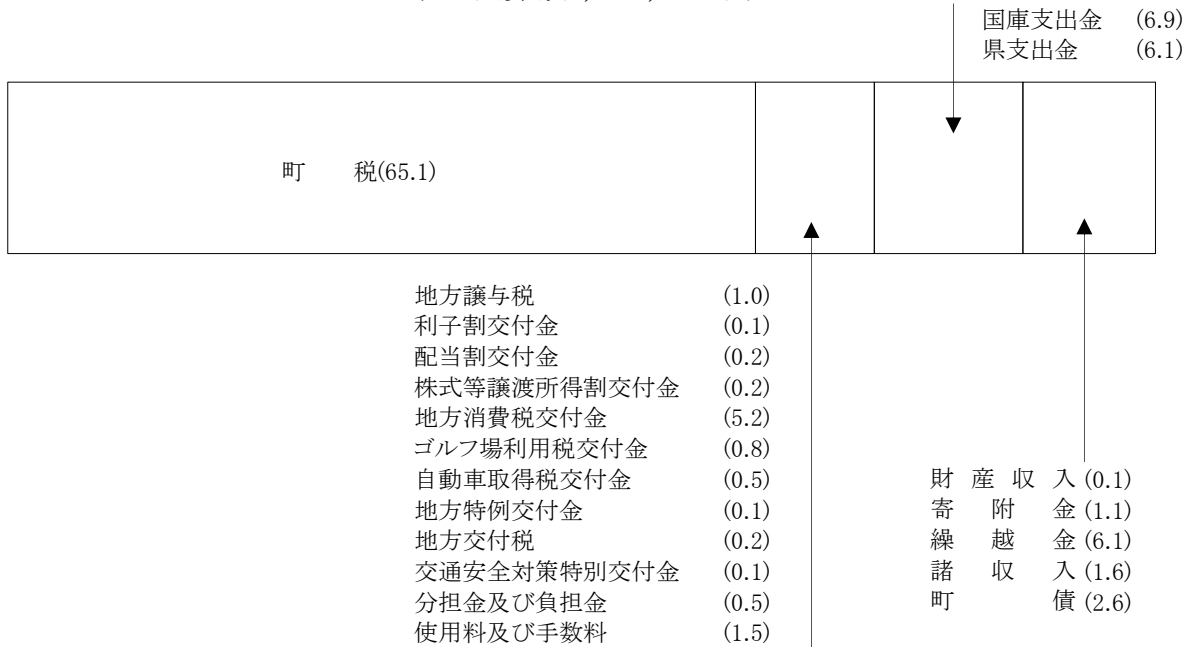 国庫支出金 (6.9)
県支出金 (6.1)
町 税(65.1)
地方譲与税 (1.0)
利子割交付金 (0.1)
配当割交付金 (0.2)
株式等譲渡所得割交付金 (0.2)
地方消費税交付金 (5.2)
ゴルフ場利用税交付金 (0.8)
自動車取得税交付金 (0.5)
地方特例交付金 (0.1)
地方交付税 (0.2)
交通安全対策特別交付金 (0.1)
分担金及び負担金 (0.5)
使用料及び手数料 (1.5)
財産収入(0.1)
寄附金(1.1)
繰越金(6.1)
諸収入(1.6)
町債(2.6)